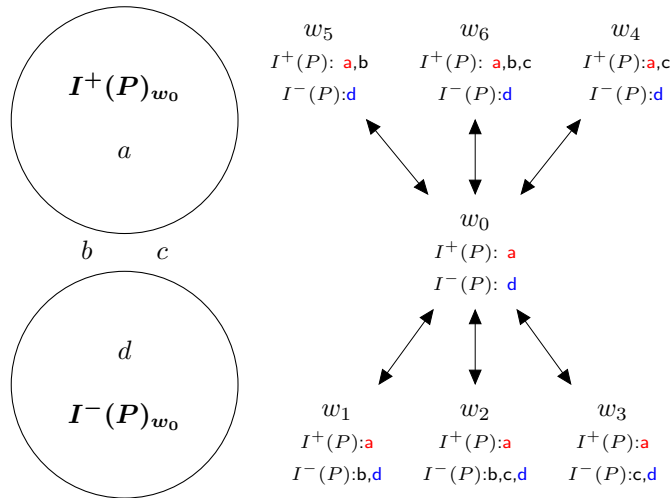 I⁺(P)w₀
a
b c
d
I⁻(P)w₀
w₅
I⁺(P): a,b
I⁻(P):d
w₆
I⁺(P): a,b,c
I⁻(P):d
w₄
I⁺(P):a,c
I⁻(P):d
w₀
I⁺(P): a
I⁻(P): d
w₁
I⁺(P):a
I⁻(P):b,d
w₂
I⁺(P):a
I⁻(P):b,c,d
w₃
I⁺(P):a
I⁻(P):c,d